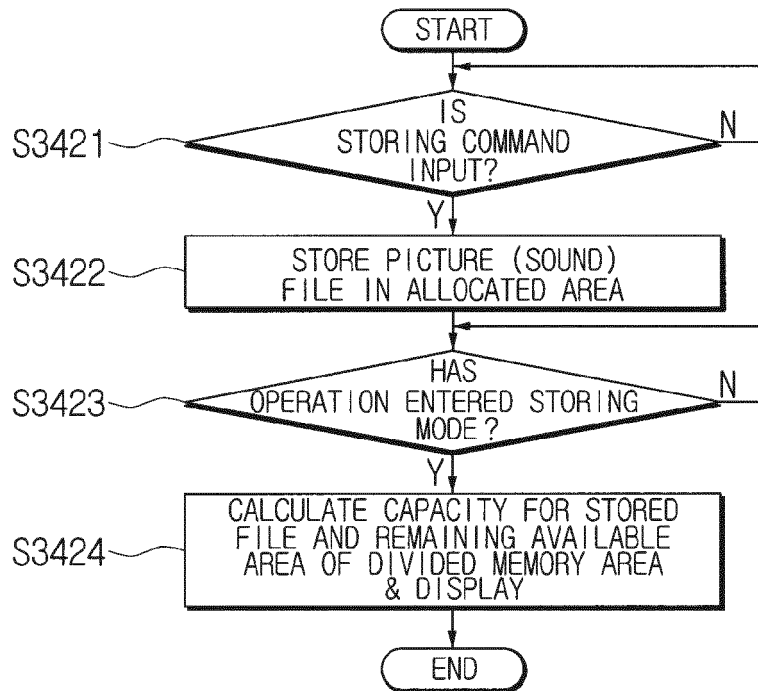 START
IS
STORING COMMAND
INPUT?
N
S3421
Y
STORE PICTURE (SOUND)
FILE IN ALLOCATED AREA
S3422
HAS
OPERATION ENTERED STORING
MODE?
N
S3423
Y
CALCULATE CAPACITY FOR STORED
FILE AND REMAINING AVAILABLE
AREA OF DIVIDED MEMORY AREA
& DISPLAY
S3424
END